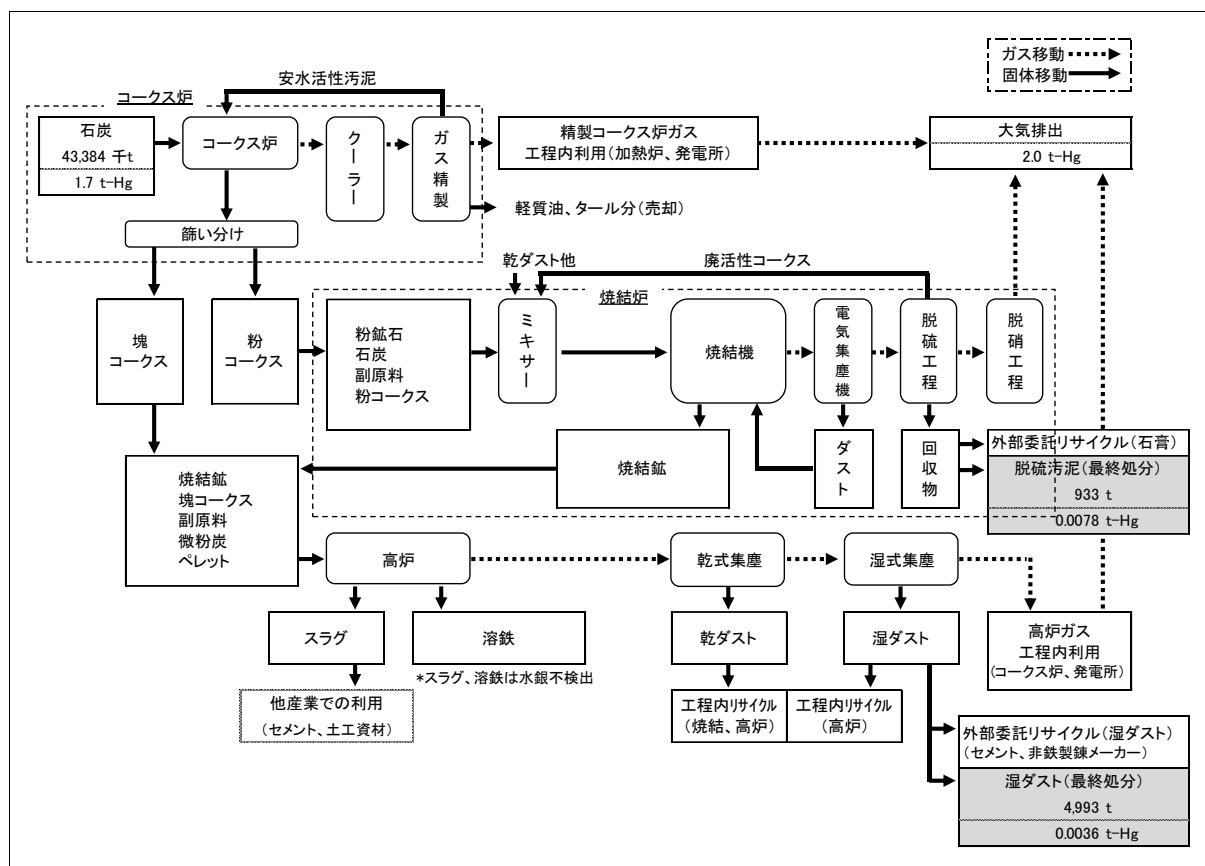 ガス移動
固体移動
安水活性汚泥
コークス炉
石炭
43,384 千t
1.7 t-Hg
コークス炉
クーラー
ガス精製
精製コークス炉ガス
工程内利用(加熱炉、発電所)
大気排出
2.0 t-Hg
軽質油、タール分(売却)
篩い分け
乾ダスト他
廃活性コークス
焼結炉
塊
コークス
粉
コークス
粉鉱石
石炭
副原料
粉コークス
ミキサー
焼結機
電気集塵機
脱硫工程
脱硝工程
焼結鉱
ダスト
回収物
外部委託リサイクル(石膏)
脱硫汚泥(最終処分)
933 t
0.0078 t-Hg
焼結鉱
塊コークス
副原料
微粉炭
ペレット
高炉
乾式集塵
湿式集塵
スラグ
溶鉄
乾ダスト
湿ダスト
高炉ガス
工程内利用
(コークス炉、発電所)
*スラグ、溶鉄は水銀不検出
他産業での利用
(セメント、土工資材)
工程内リサイクル
(焼結、高炉)
工程内リサイクル
(高炉)
外部委託リサイクル(湿ダスト)
(セメント、非鉄製錬メーカー)
湿ダスト(最終処分)
4,993 t
0.0036 t-Hg